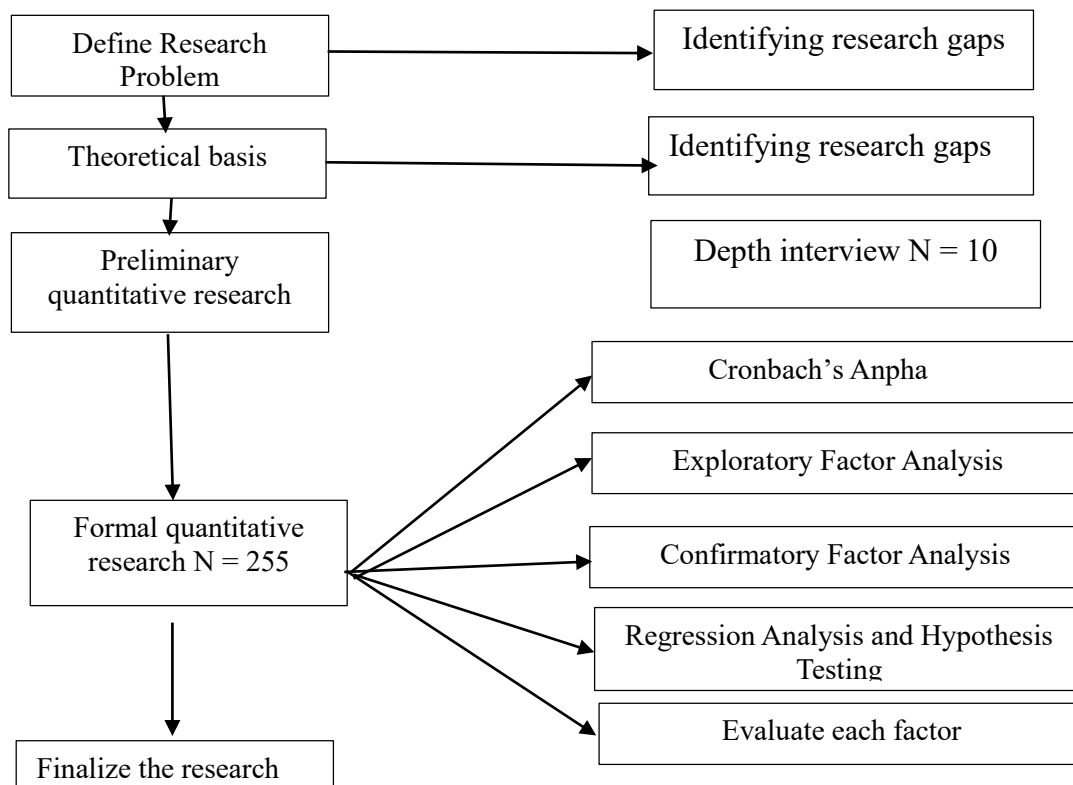 Define Research
Problem
Identifying research gaps
Theoretical basis
Identifying research gaps
Preliminary
quantitative research
Depth interview N = 10
Cronbach’s Anpha
Exploratory Factor Analysis
Formal quantitative
research N = 255
Confirmatory Factor Analysis
Regression Analysis and Hypothesis
Testing
Evaluate each factor
Finalize the research